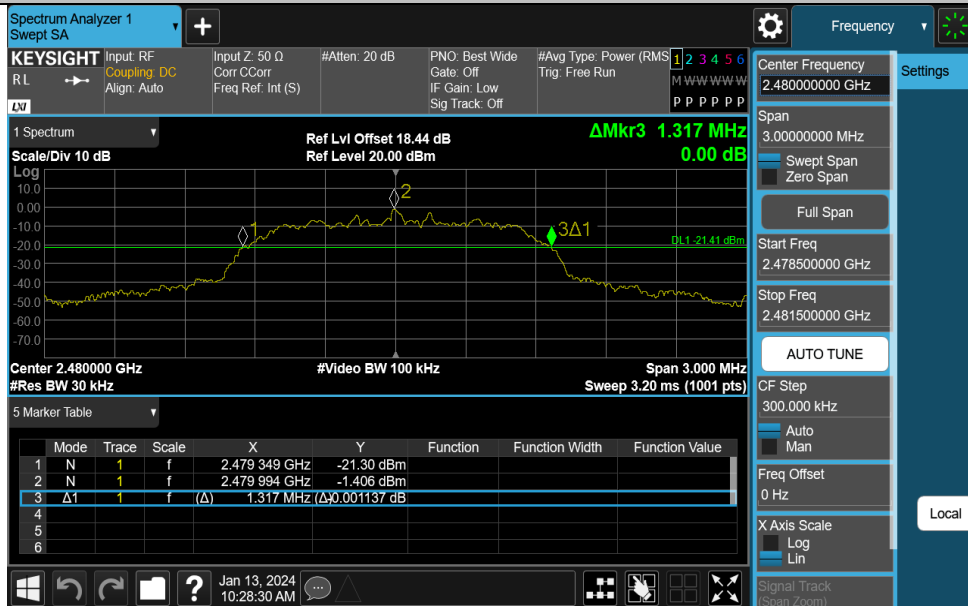 Spectrum Analyzer 1
Swept SA
+
Frequency
KEYSIGHT
RL
LXI
Input: RF
Coupling: DC
Align: Auto
Input Z: 50 Ω
Corr CCorr
Freq Ref: Int (S)
#Atten: 20 dB
PNO: Best Wide
Gate: Off
IF Gain: Low
Sig Track: Off
#Avg Type: Power (RMS
Trig: Free Run
1 2 3 4 5 6
M W W W W W
P P P P P P
1 Spectrum
Scale/Div 10 dB
Ref Lvl Offset 18.44 dB
Ref Level 20.00 dBm
ΔMkr3 1.317 MHz
0.00 dB
Log
10.0
0.00
-10.0
-20.0
-30.0
-40.0
-50.0
-60.0
-70.0
1
2
3Δ1
DL1 -21.41 dBm
Center 2.480000 GHz
#Res BW 30 kHz
#Video BW 100 kHz
Span 3.000 MHz
Sweep 3.20 ms (1001 pts)
5 Marker Table
Mode Trace Scale X Y Function Function Width Function Value
1 N 1 f 2.479 349 GHz -21.30 dBm
2 N 1 f 2.479 994 GHz -1.406 dBm
3 Δ1 1 f (Δ) 1.317 MHz (Δ) 0.001137 dB
4
5
6
?
Jan 13, 2024
10:28:30 AM
Center Frequency
2.480000000 GHz
Span
3.00000000 MHz
Swept Span
Zero Span
Full Span
Start Freq
2.478500000 GHz
Stop Freq
2.481500000 GHz
AUTO TUNE
CF Step
300.000 kHz
Auto
Man
Freq Offset
0 Hz
X Axis Scale
Log
Lin
Signal Track
(Span Zoom)
Settings
Local